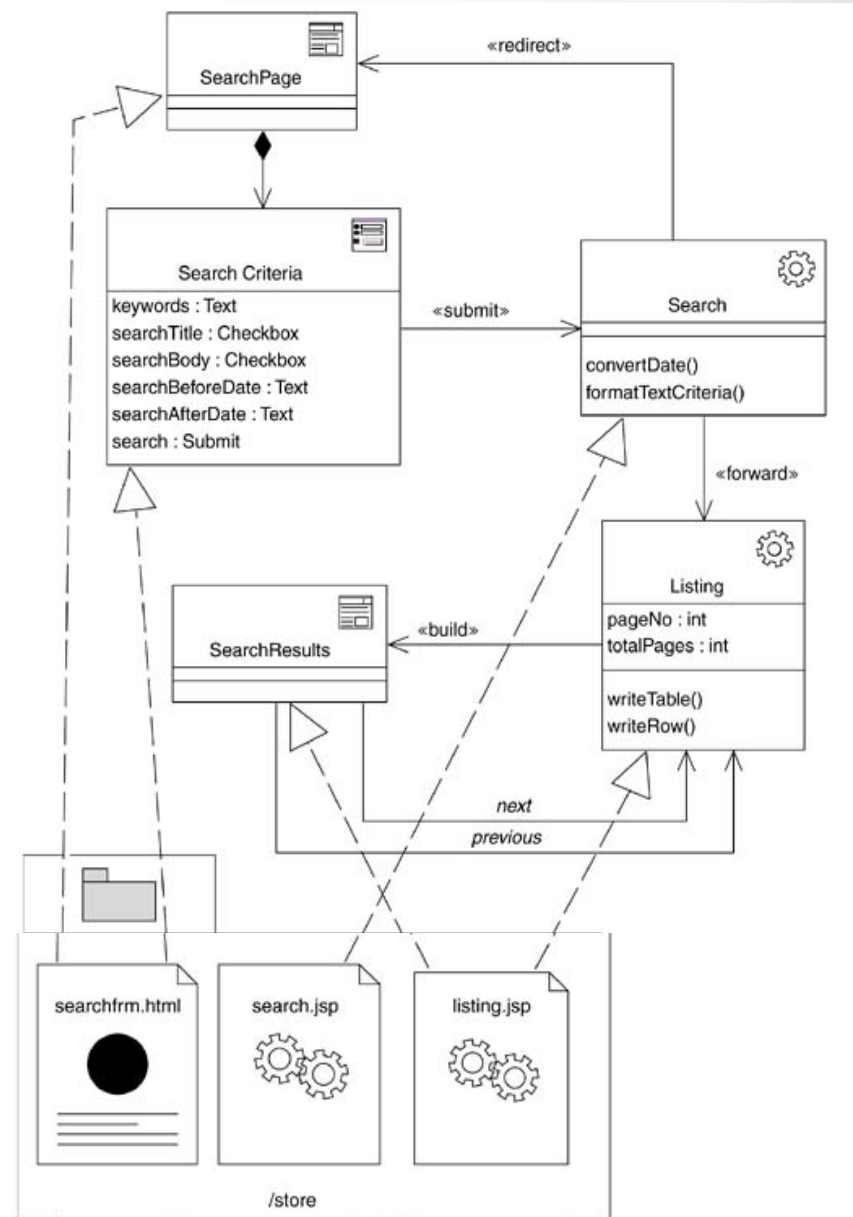 SearchPage
«redirect»
Search Criteria
keywords : Text
searchTitle : Checkbox
searchBody : Checkbox
searchBeforeDate : Text
searchAfterDate : Text
search : Submit
«submit»
Search
convertDate()
formatTextCriteria()
«forward»
Listing
pageNo : int
totalPages : int
writeTable()
writeRow()
«build»
SearchResults
next
previous
searchfrm.html
search.jsp
listing.jsp
/store